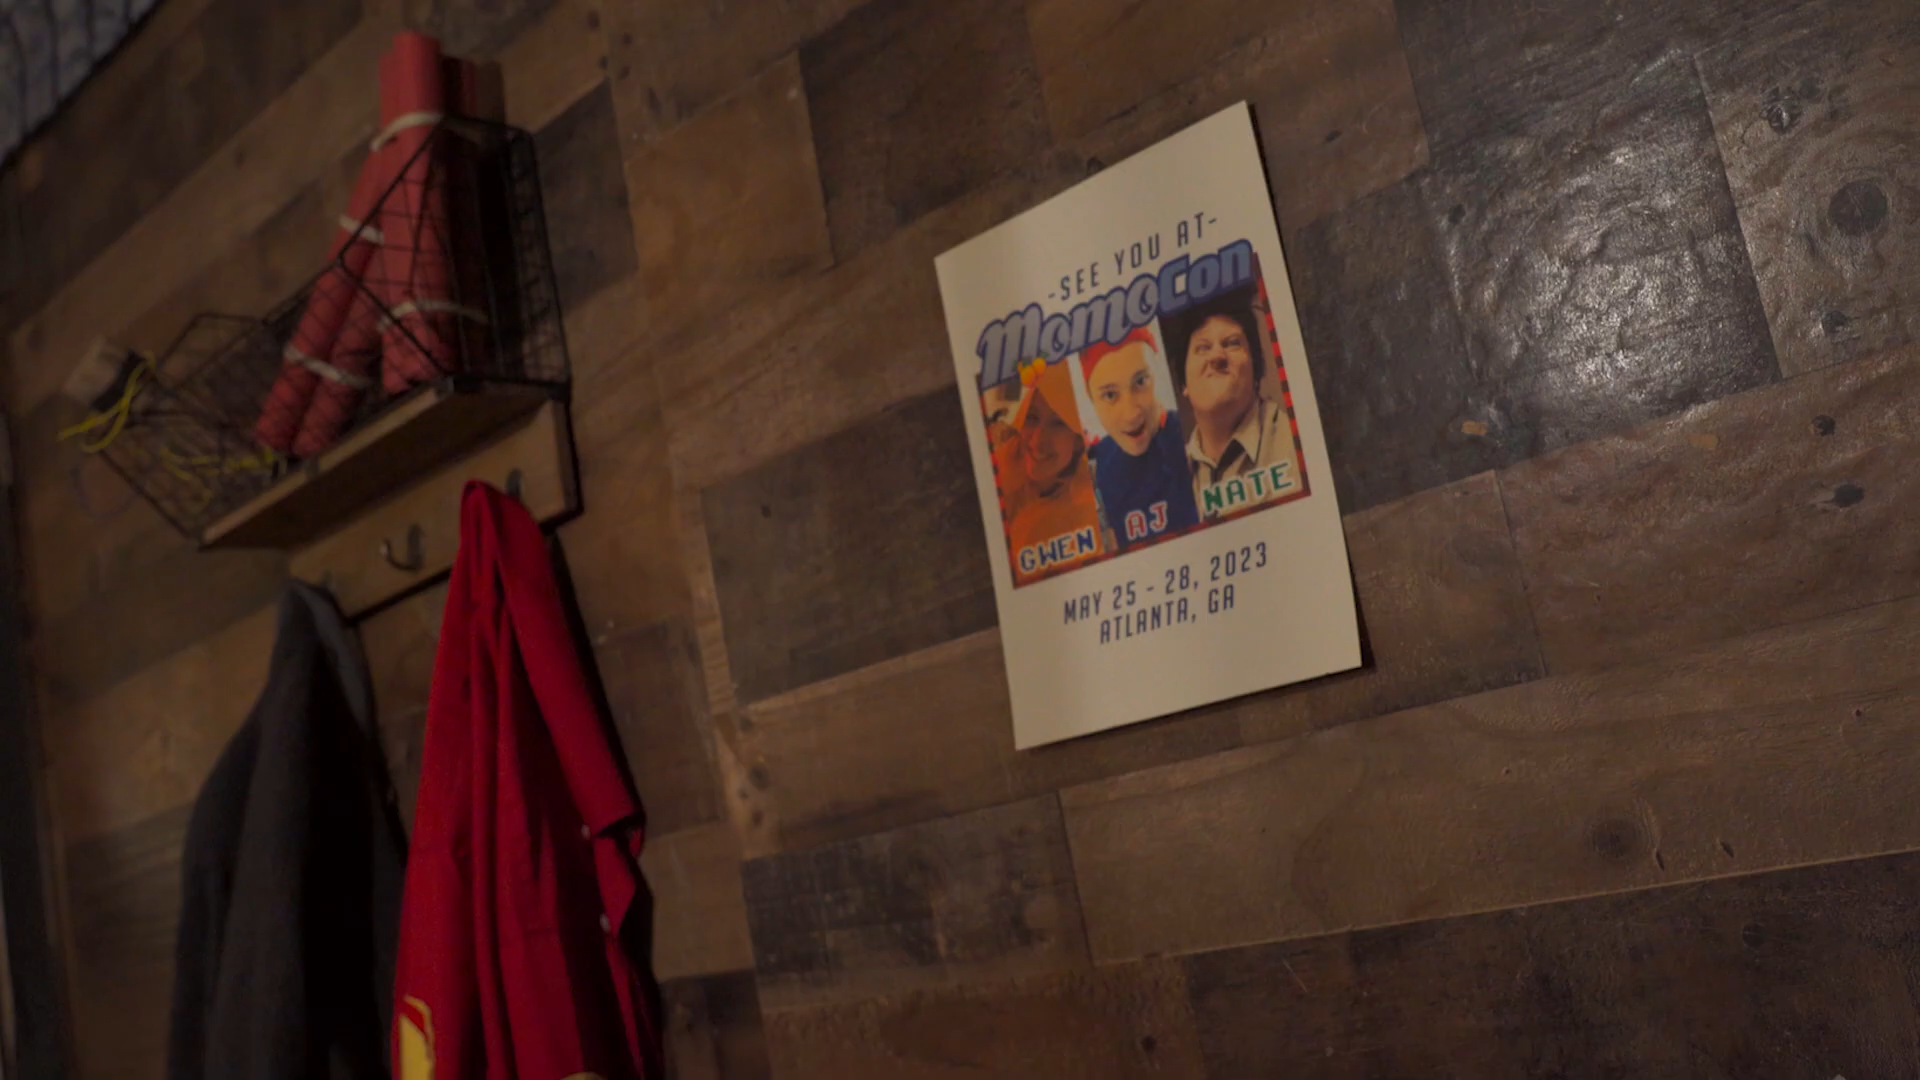 -SEE YOU AT-
MomoCon
GWEN AJ NATE
MAY 25 - 28, 2023
ATLANTA, GA